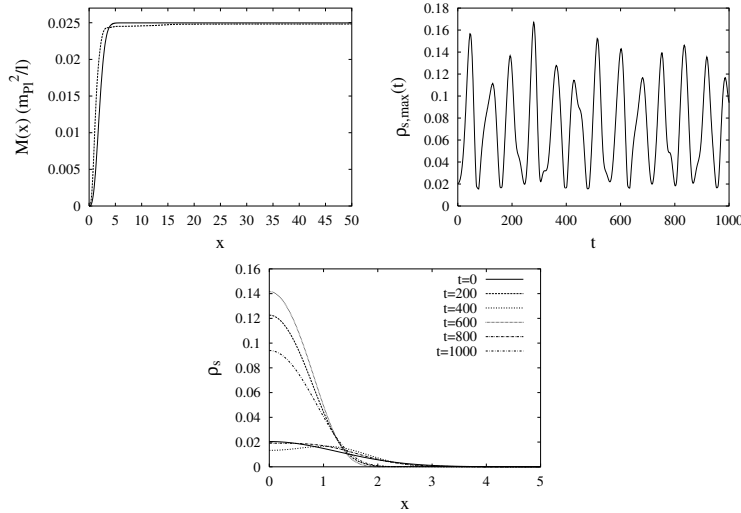 0.025
0.02
0.015
0.01
0.005
0
M(x) (m_Pl^2/l)
0 5 10 15 20 25 30 35 40 45 50
x
0.18
0.16
0.14
0.12
0.1
0.08
0.06
0.04
0.02
0
ρ_s,max(t)
0 200 400 600 800 1000
t
0.16
0.14
0.12
0.1
0.08
0.06
0.04
0.02
0
ρ_s
t=0
t=200
t=400
t=600
t=800
t=1000
0 1 2 3 4 5
x